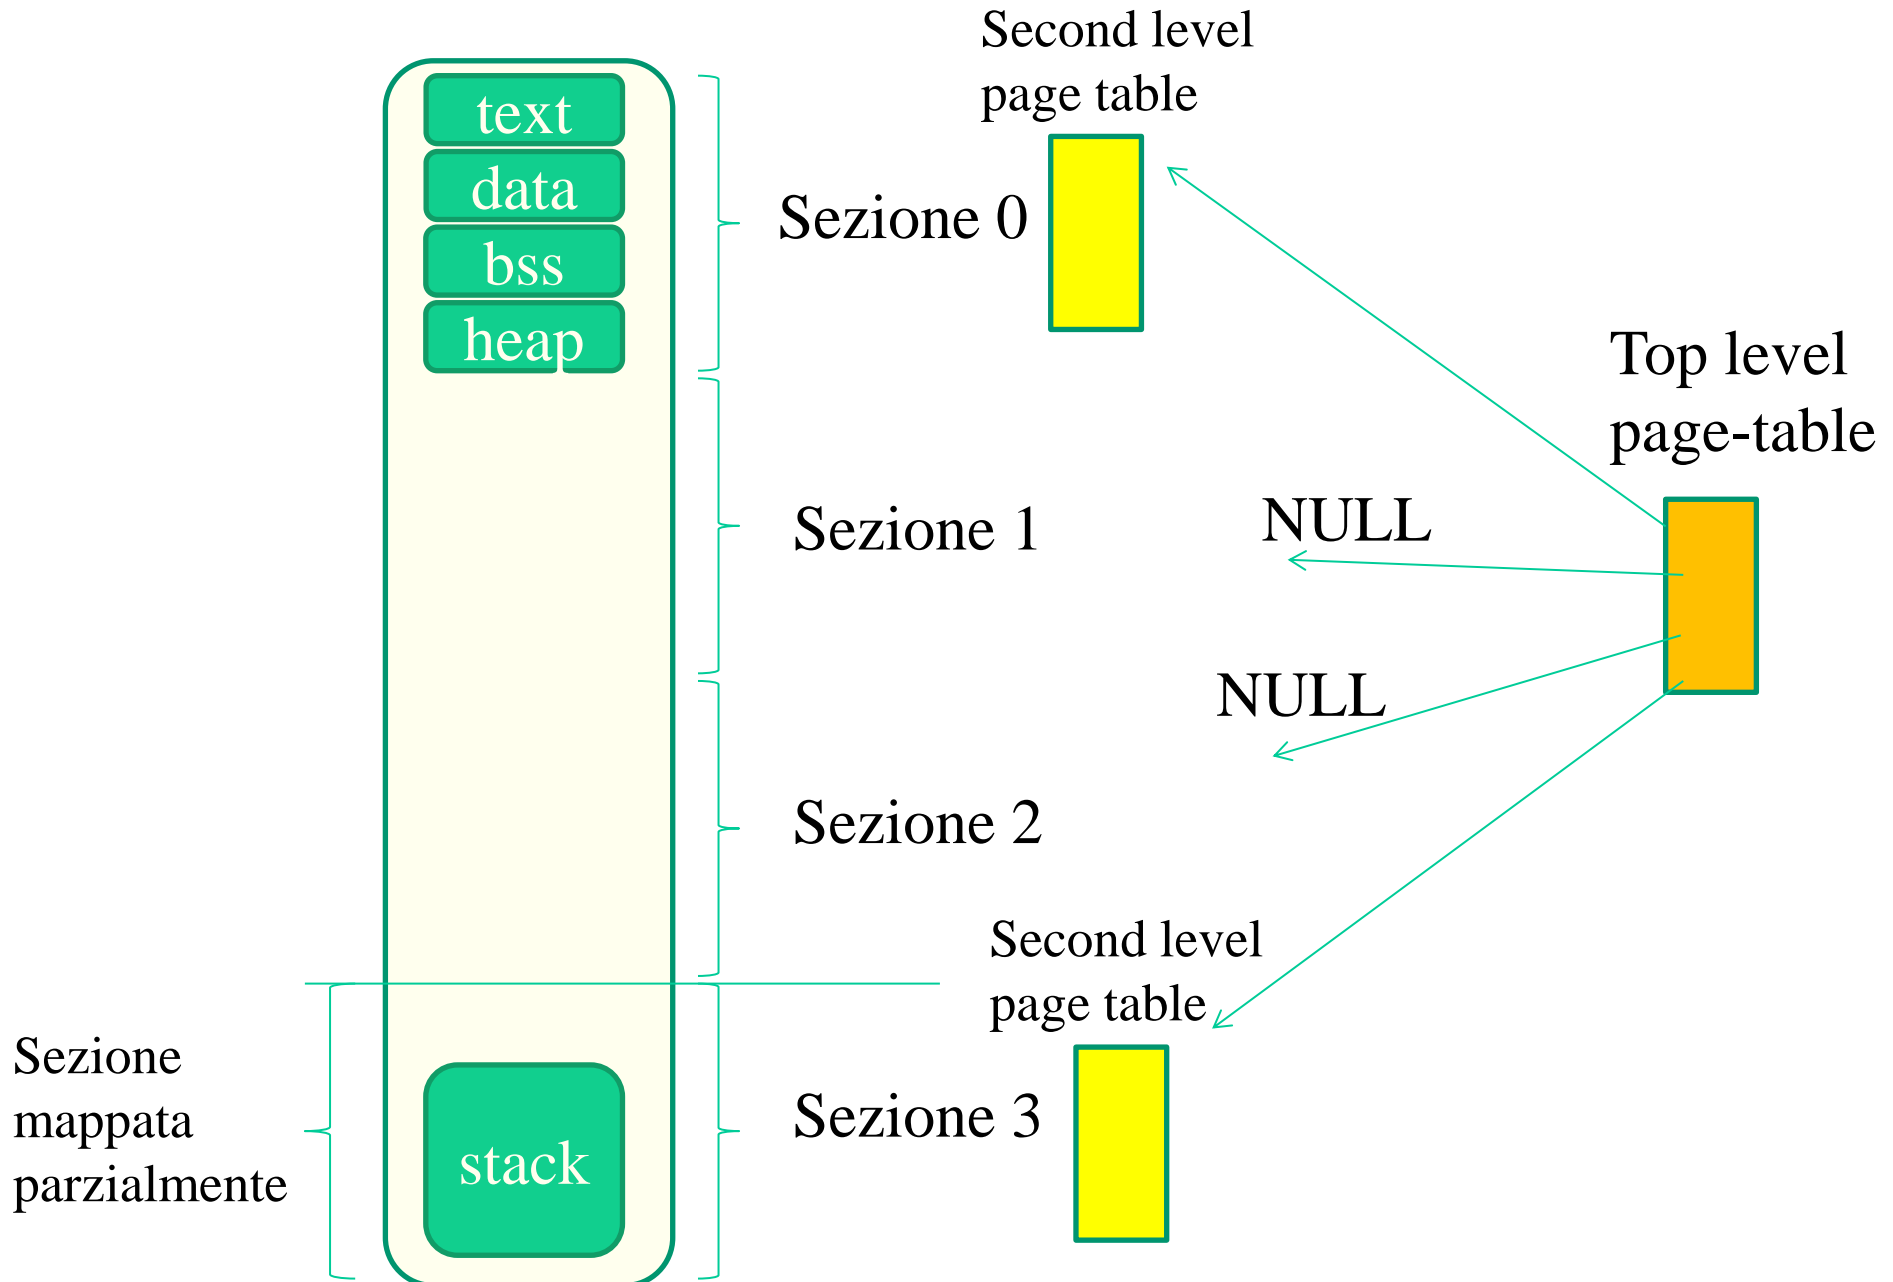 Second level
page table
text
data
bss
heap
Sezione 0
Top level
page-table
NULL
Sezione 1
NULL
Sezione 2
Second level
page table
Sezione
mappata
parzialmente
stack
Sezione 3